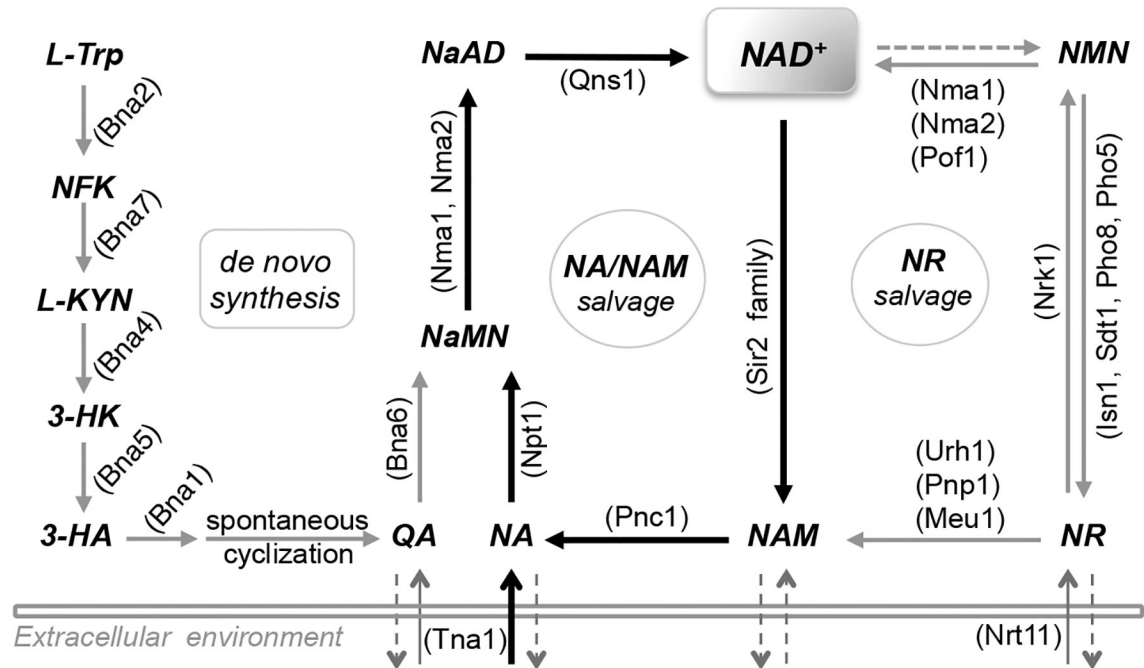 L-Trp
(Bna2)
NFK
(Bna7)
L-KYN
(Bna4)
3-HK
(Bna5)
3-HA
(Bna1)
spontaneous
cyclization
de novo
synthesis
QA
(Bna6)
NaMN
(Nma1, Nma2)
NaAD
(Qns1)
NAD+
NA
(Npt1)
NA/NAM
salvage
(Pnc1)
NAM
(Sir2 family)
NMN
(Nma1)
(Nma2)
(Pof1)
NR
salvage
(Nrk1)
(Isn1, Sdt1, Pho8, Pho5)
(Urh1)
(Pnp1)
(Meu1)
NR
Extracellular environment
(Tna1)
(Nrt11)